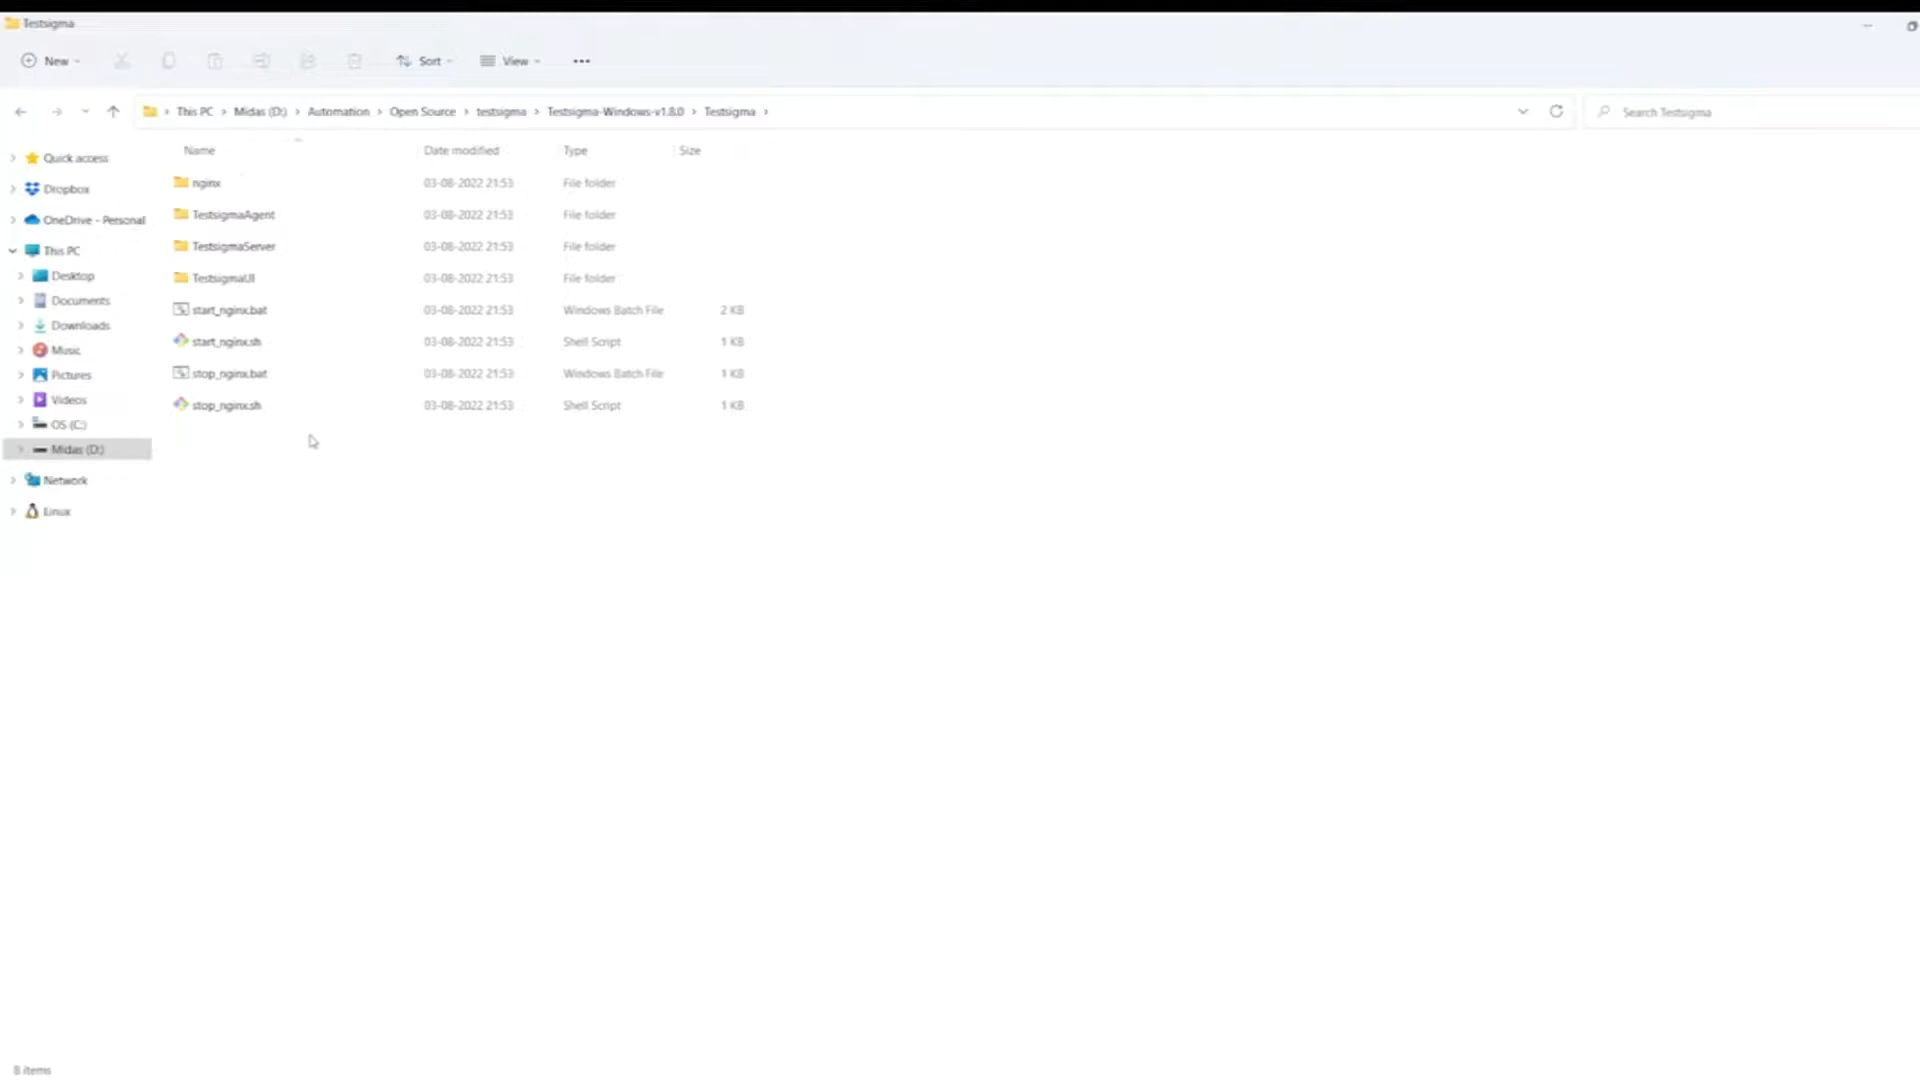 Testsigma
New
Sort
View
This PC > Midas (D:) > Automation > Open Source > testsigma > Testsigma-Windows-v1.8.0 > Testsigma >
Search Testsigma
Name Date modified Type Size
Quick access
Dropbox
OneDrive - Personal
This PC
Desktop
Documents
Downloads
Music
Pictures
Videos
OS (C:)
Midas (D:)
Network
Linux
nginx 03-08-2022 21:53 File folder
TestsigmaAgent 03-08-2022 21:53 File folder
TestsigmaServer 03-08-2022 21:53 File folder
TestsigmaUI 03-08-2022 21:53 File folder
start_nginx.bat 03-08-2022 21:53 Windows Batch File 2 KB
start_nginx.sh 03-08-2022 21:53 Shell Script 1 KB
stop_nginx.bat 03-08-2022 21:53 Windows Batch File 1 KB
stop_nginx.sh 03-08-2022 21:53 Shell Script 1 KB
8 items